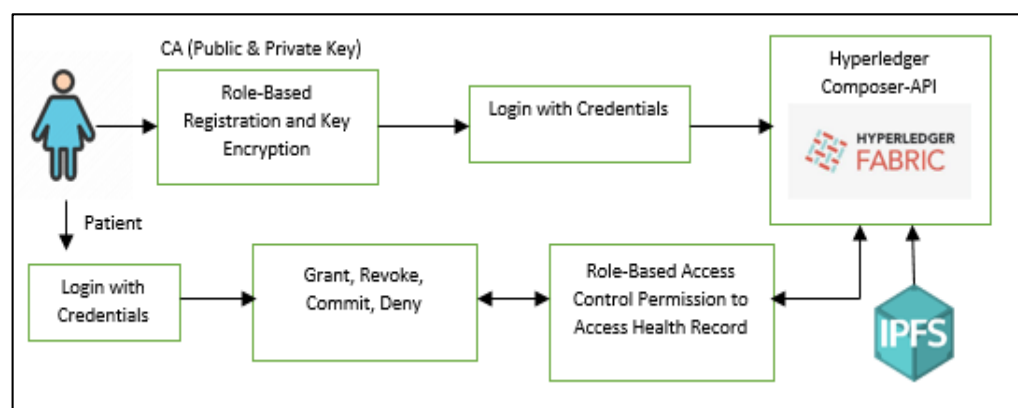 CA (Public & Private Key)
Role-Based
Registration and Key
Encryption
Login with Credentials
Hyperledger
Composer-API
HYPERLEDGER
FABRIC
Patient
Login with
Credentials
Grant, Revoke,
Commit, Deny
Role-Based Access
Control Permission to
Access Health Record
IPFS